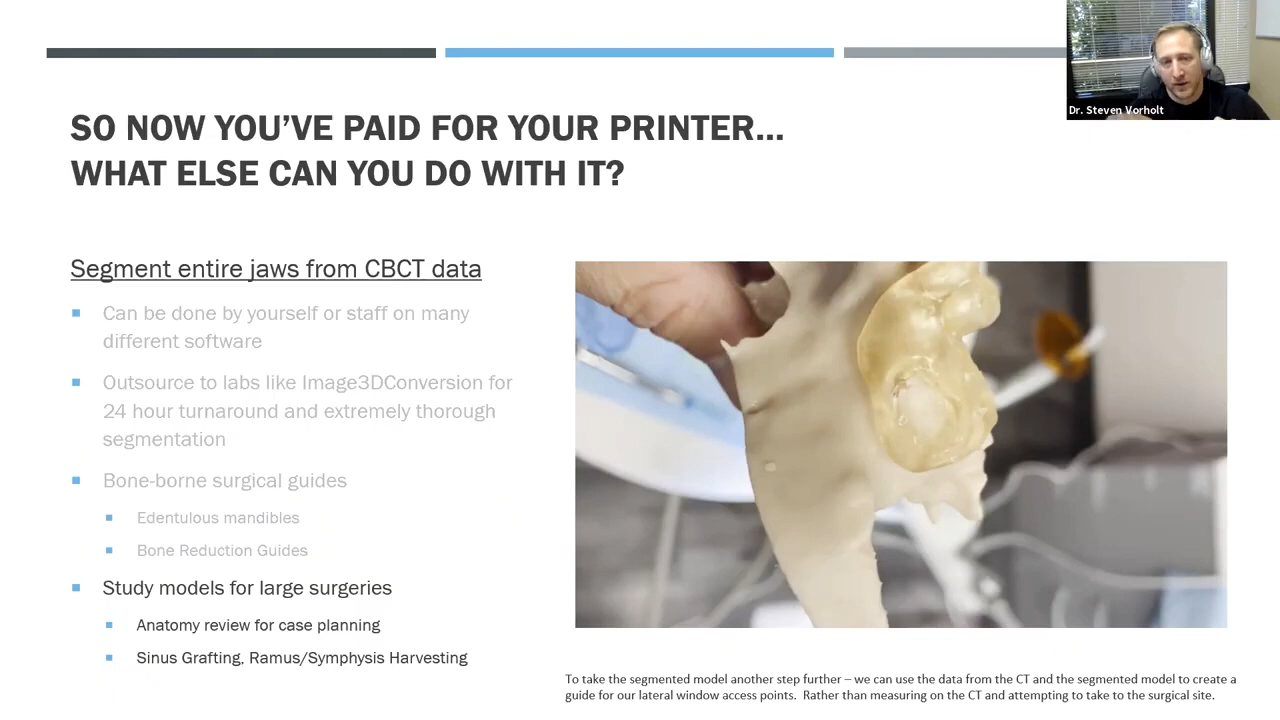 Dr. Steven Vorholt
SO NOW YOU’VE PAID FOR YOUR PRINTER…
WHAT ELSE CAN YOU DO WITH IT?
Segment entire jaws from CBCT data
Can be done by yourself or staff on many
different software
Outsource to labs like Image3DConversion for
24 hour turnaround and extremely thorough
segmentation
Bone-borne surgical guides
Edentulous mandibles
Bone Reduction Guides
Study models for large surgeries
Anatomy review for case planning
Sinus Grafting, Ramus/Symphysis Harvesting
To take the segmented model another step further – we can use the data from the CT and the segmented model to create a
guide for our lateral window access points.  Rather than measuring on the CT and attempting to take to the surgical site.